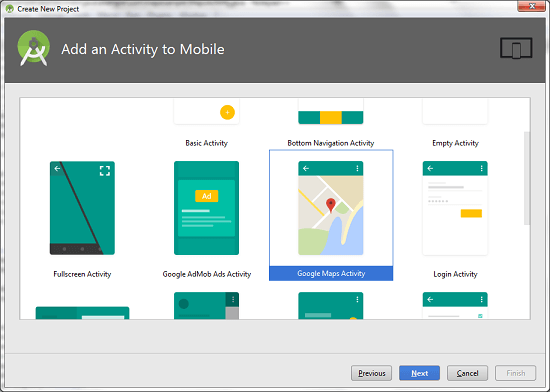 Create New Project
Add an Activity to Mobile
Basic Activity
Bottom Navigation Activity
Empty Activity
Ad
Fullscreen Activity
Google AdMob Ads Activity
Google Maps Activity
Login Activity
Previous
Next
Cancel
Finish